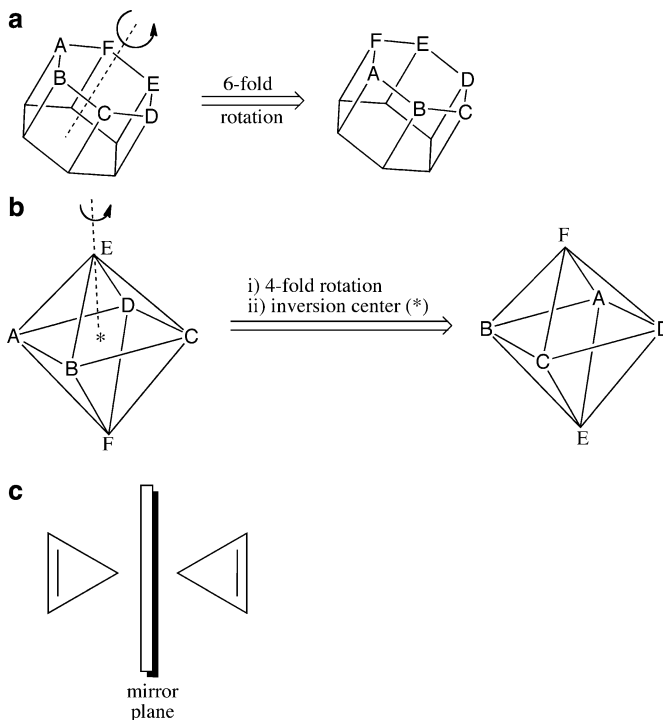 a
A F
B E
C D
6-fold
rotation
F E
A D
B C
b
E
D
A * C
B
F
i) 4-fold rotation
ii) inversion center (*)
F
A
B D
C
E
c
mirror
plane